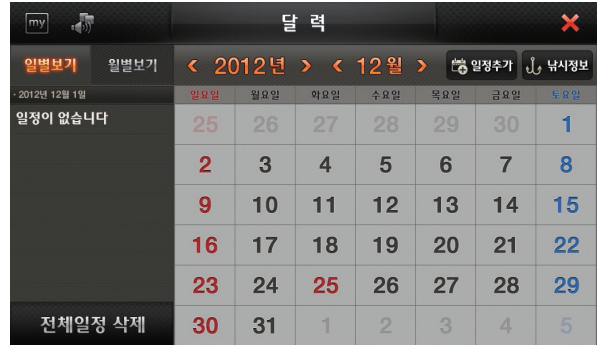 my
달 력
일별보기 월별보기 2012년 12월 일정추가 낚시정보
· 2012년 12월 1일 일요일 월요일 화요일 수요일 목요일 금요일 토요일
일정이 없습니다 25 26 27 28 29 30 1
2 3 4 5 6 7 8
9 10 11 12 13 14 15
16 17 18 19 20 21 22
23 24 25 26 27 28 29
전체일정 삭제 30 31 1 2 3 4 5